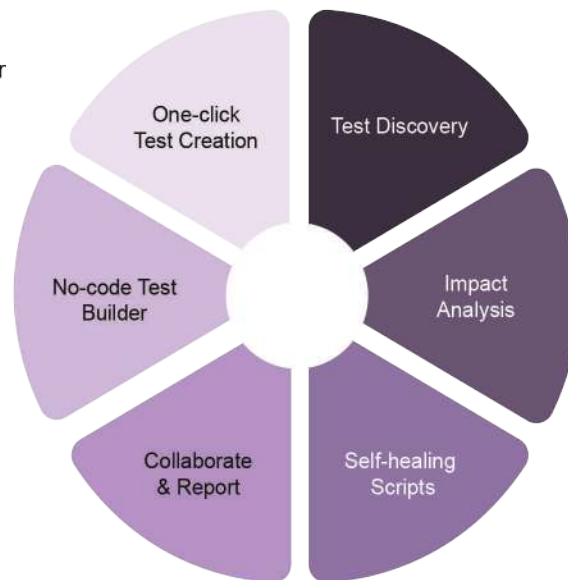 r
One-click
Test Creation
Test Discovery
No-code Test
Builder
Impact
Analysis
Collaborate
& Report
Self-healing
Scripts